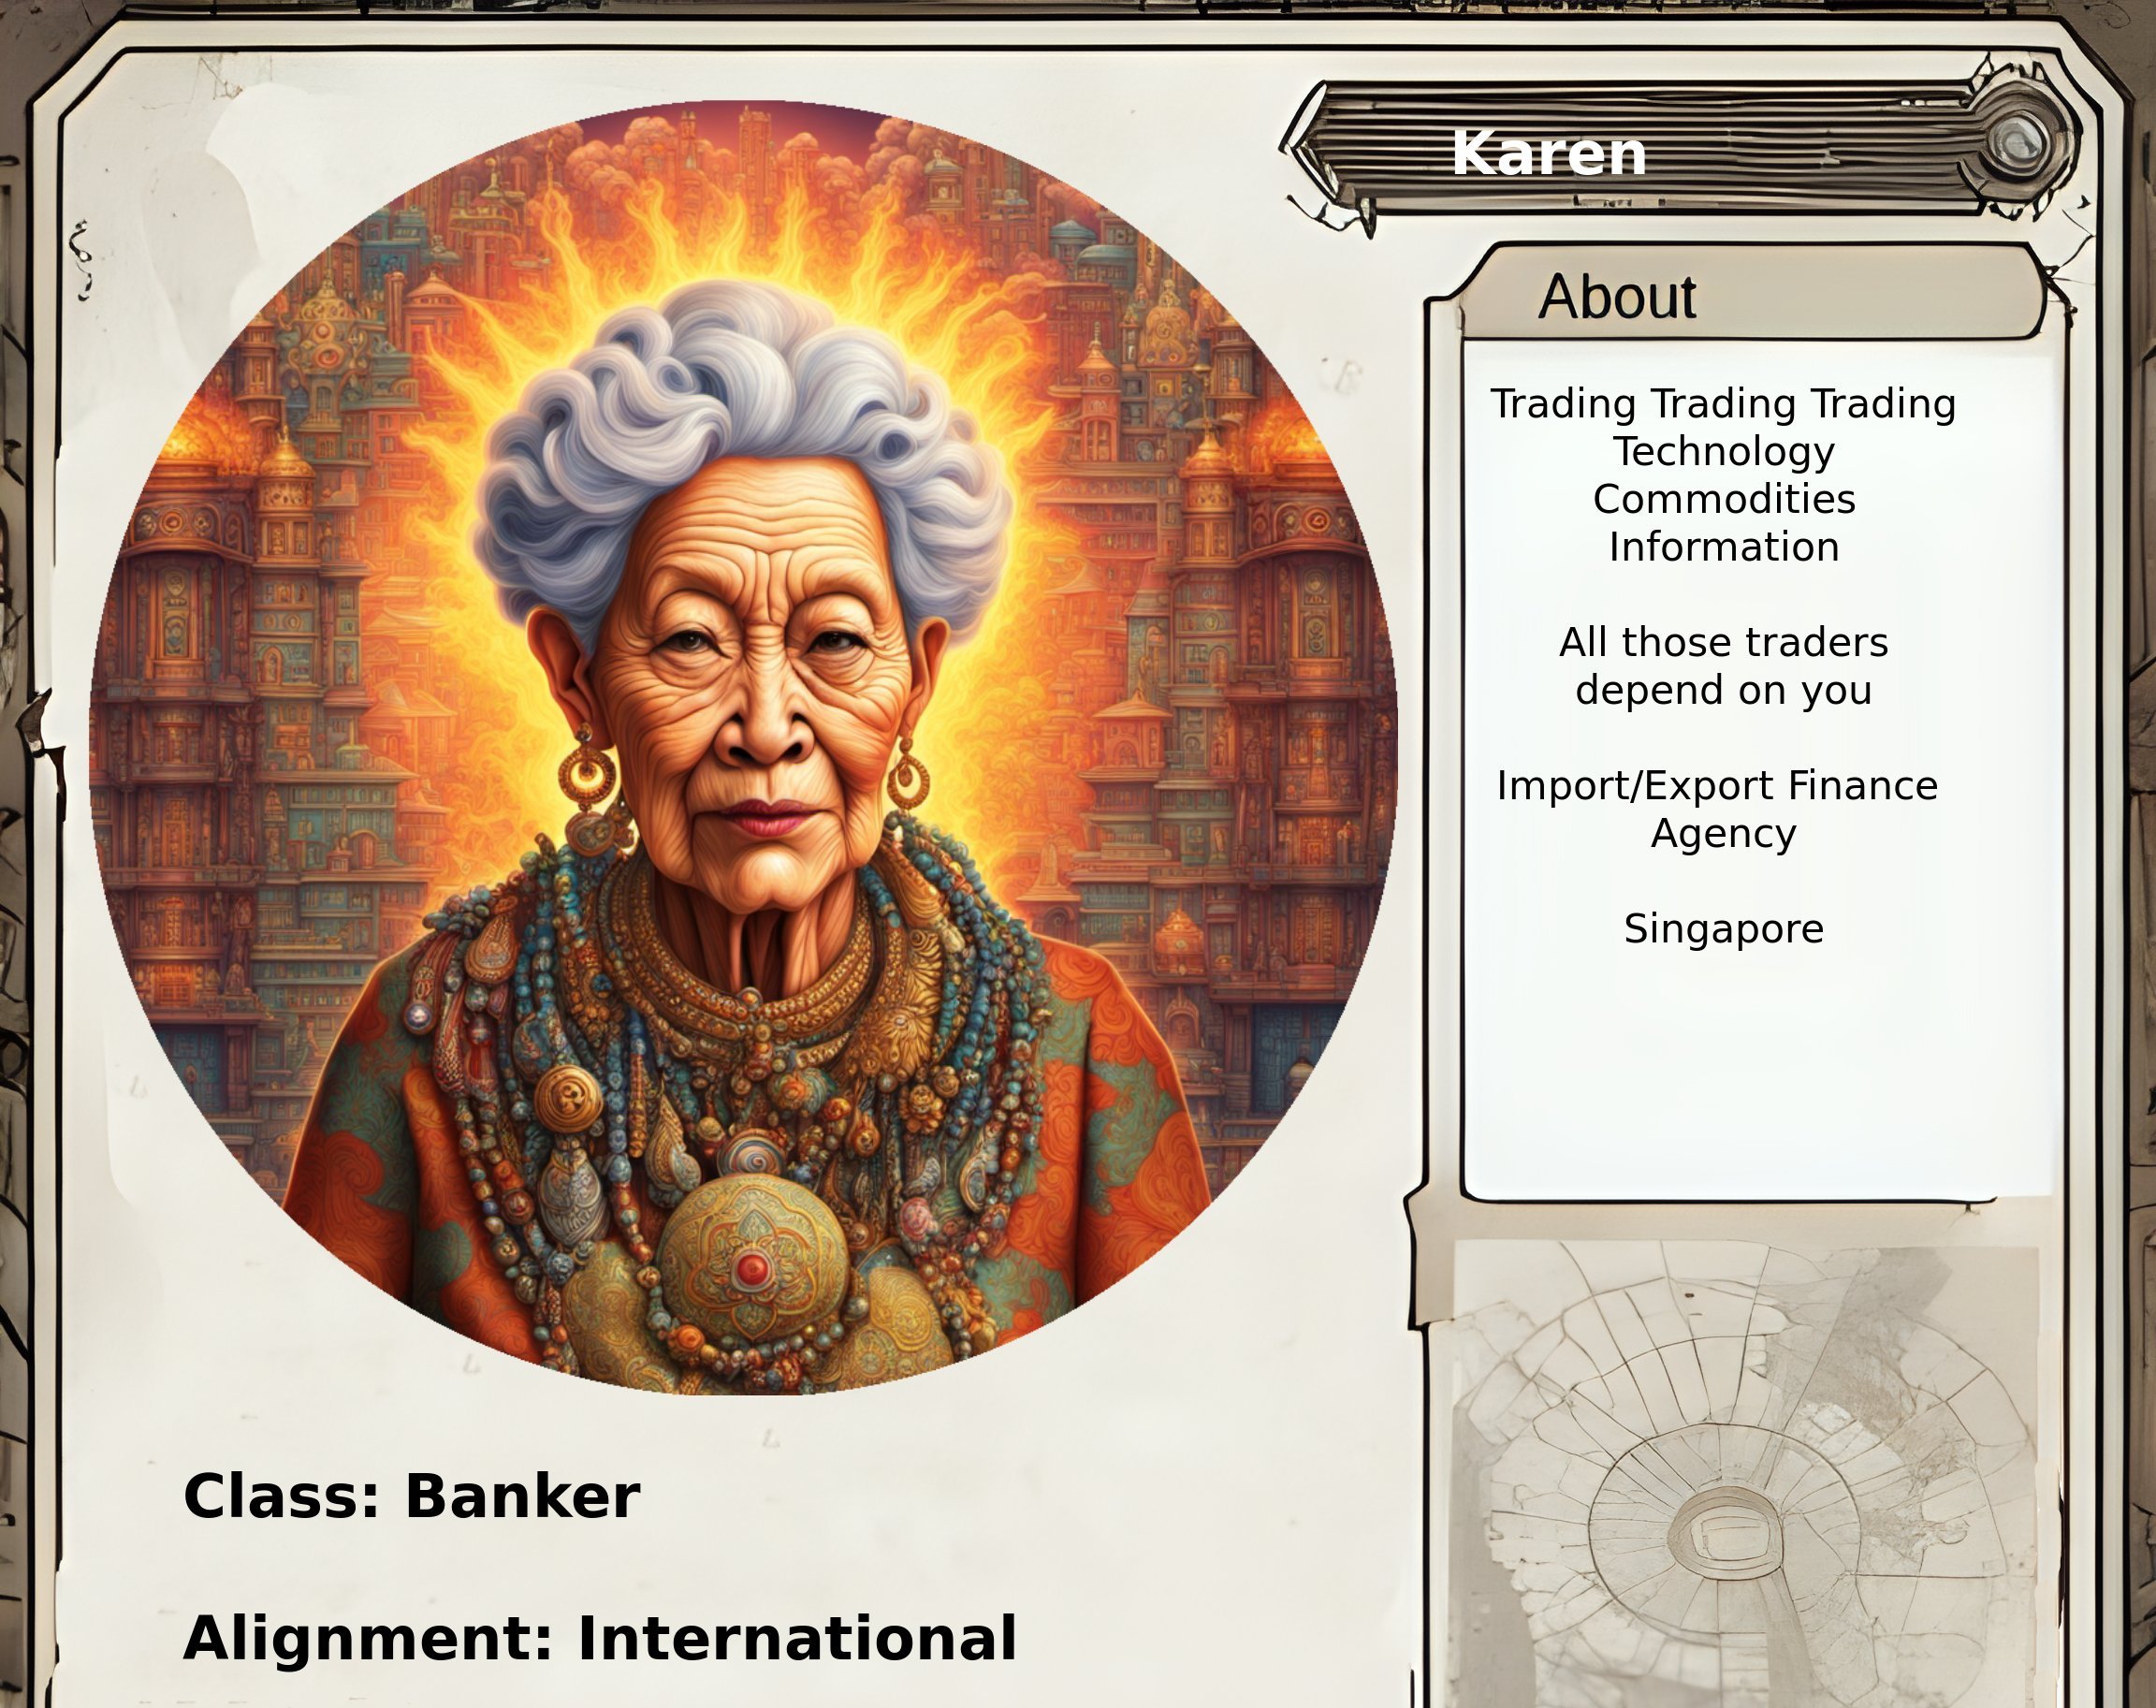 Karen
About
Trading Trading Trading
Technology
Commodities
Information
All those traders
depend on you
Import/Export Finance
Agency
Singapore
Class: Banker
Alignment: International